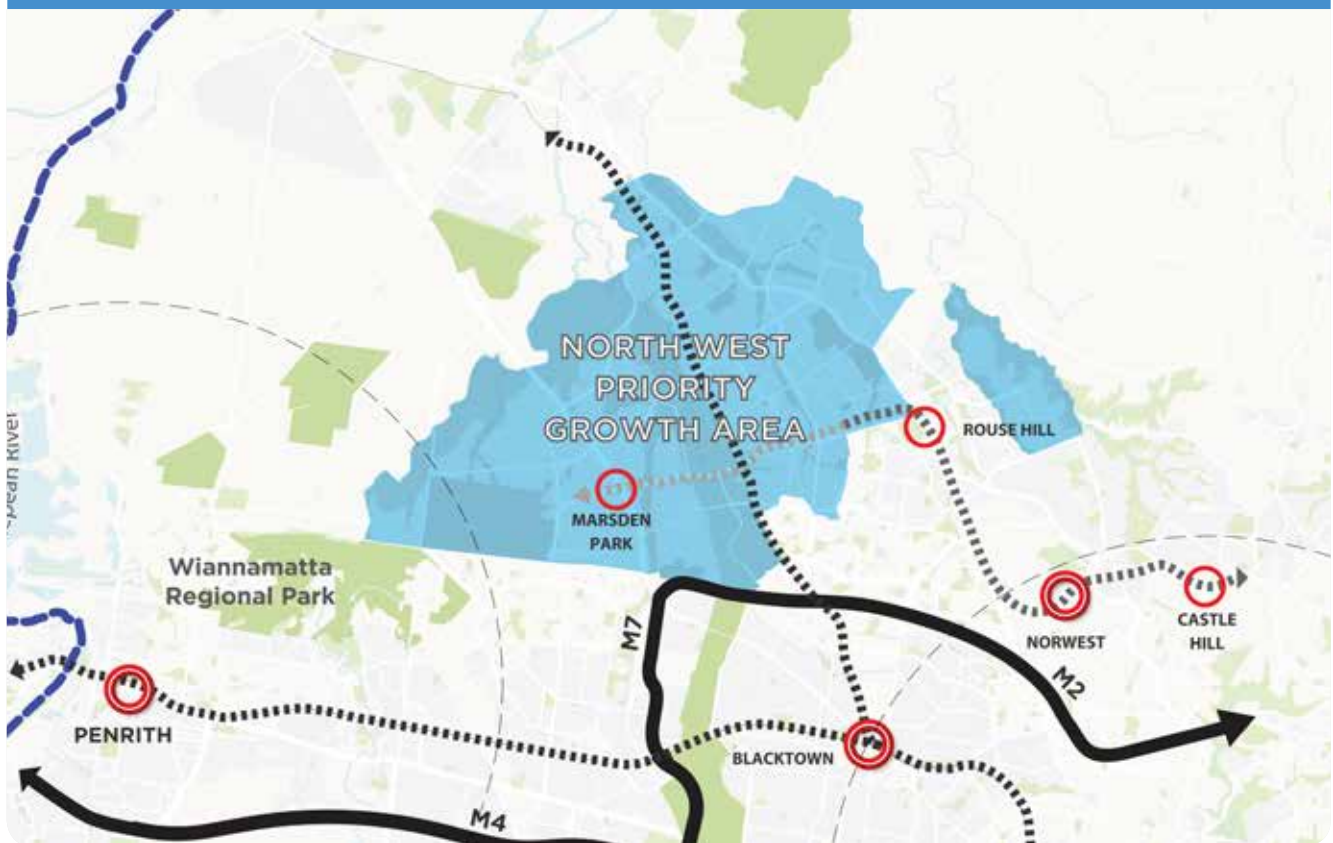 NORTH WEST
PRIORITY
GROWTH AREA
ROUSE HILL
MARSDEN
PARK
Wiannamatta
Regional Park
M7
NORWEST
CASTLE
HILL
M2
PENRITH
BLACKTOWN
M4
River